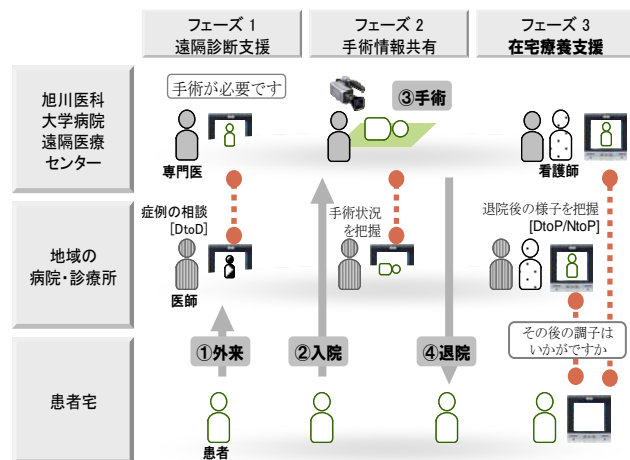 フェーズ 1
遠隔診断支援
フェーズ 2
手術情報共有
フェーズ 3
在宅療養支援
旭川医科
大学病院
遠隔医療
センター
手術が必要です
③手術
専門医
看護師
地域の
病院・診療所
症例の相談
[DtoD]
手術状況
を把握
退院後の様子を把握
[DtoP/NtoP]
医師
①外来
②入院
④退院
その後の調子は
いかがですか
患者宅
患者